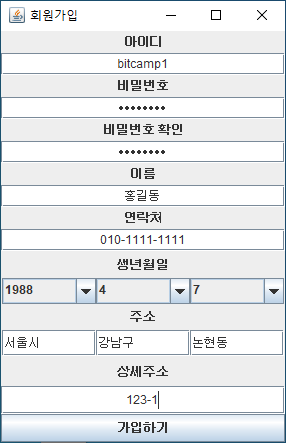 회원가입
아이디
bitcamp1
비밀번호
••••••••
비밀번호 확인
••••••••
이름
홍길동
연락처
010-1111-1111
생년월일
1988 4 7
주소
서울시 강남구 논현동
상세주소
123-1
가입하기